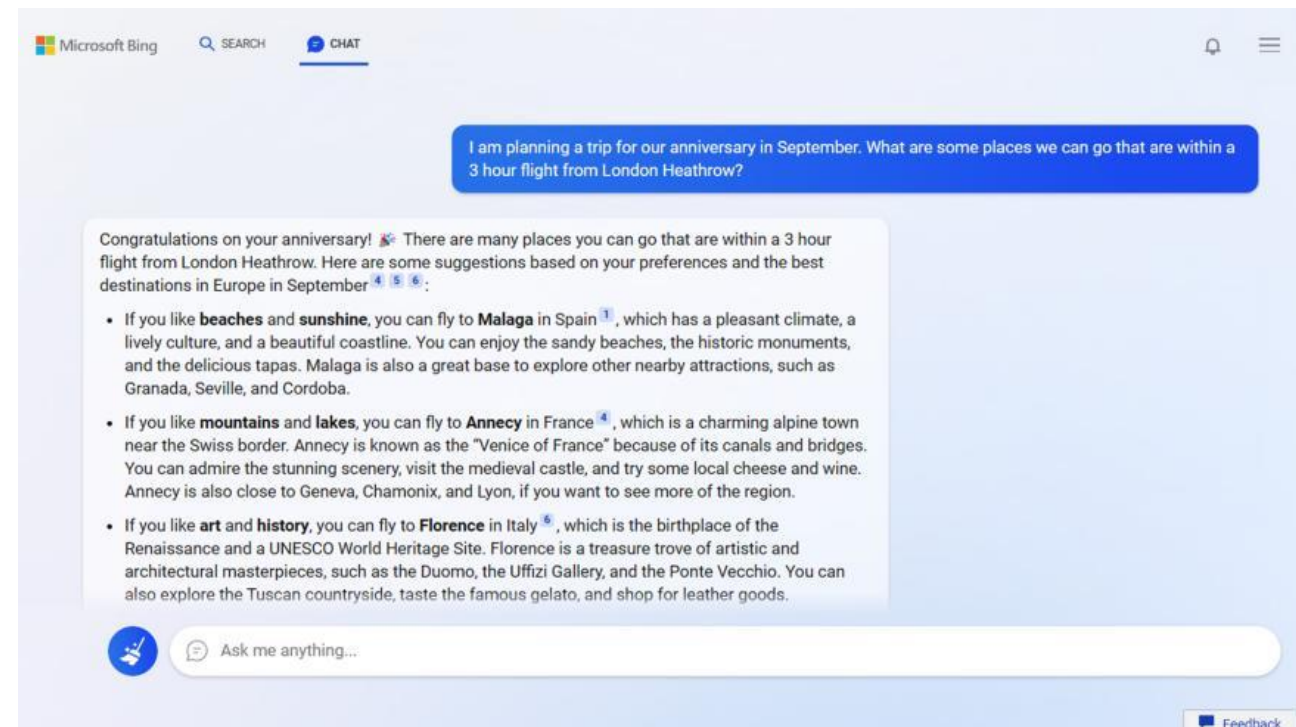 Microsoft Bing
SEARCH
CHAT
I am planning a trip for our anniversary in September. What are some places we can go that are within a
3 hour flight from London Heathrow?
Congratulations on your anniversary! 🎉 There are many places you can go that are within a 3 hour
flight from London Heathrow. Here are some suggestions based on your preferences and the best
destinations in Europe in September 4 5 6 :
• If you like beaches and sunshine, you can fly to Malaga in Spain 1 , which has a pleasant climate, a
lively culture, and a beautiful coastline. You can enjoy the sandy beaches, the historic monuments,
and the delicious tapas. Malaga is also a great base to explore other nearby attractions, such as
Granada, Seville, and Cordoba.
• If you like mountains and lakes, you can fly to Annecy in France 4 , which is a charming alpine town
near the Swiss border. Annecy is known as the “Venice of France” because of its canals and bridges.
You can admire the stunning scenery, visit the medieval castle, and try some local cheese and wine.
Annecy is also close to Geneva, Chamonix, and Lyon, if you want to see more of the region.
• If you like art and history, you can fly to Florence in Italy 6 , which is the birthplace of the
Renaissance and a UNESCO World Heritage Site. Florence is a treasure trove of artistic and
architectural masterpieces, such as the Duomo, the Uffizi Gallery, and the Ponte Vecchio. You can
also explore the Tuscan countryside, taste the famous gelato, and shop for leather goods.
Ask me anything...
Feedback